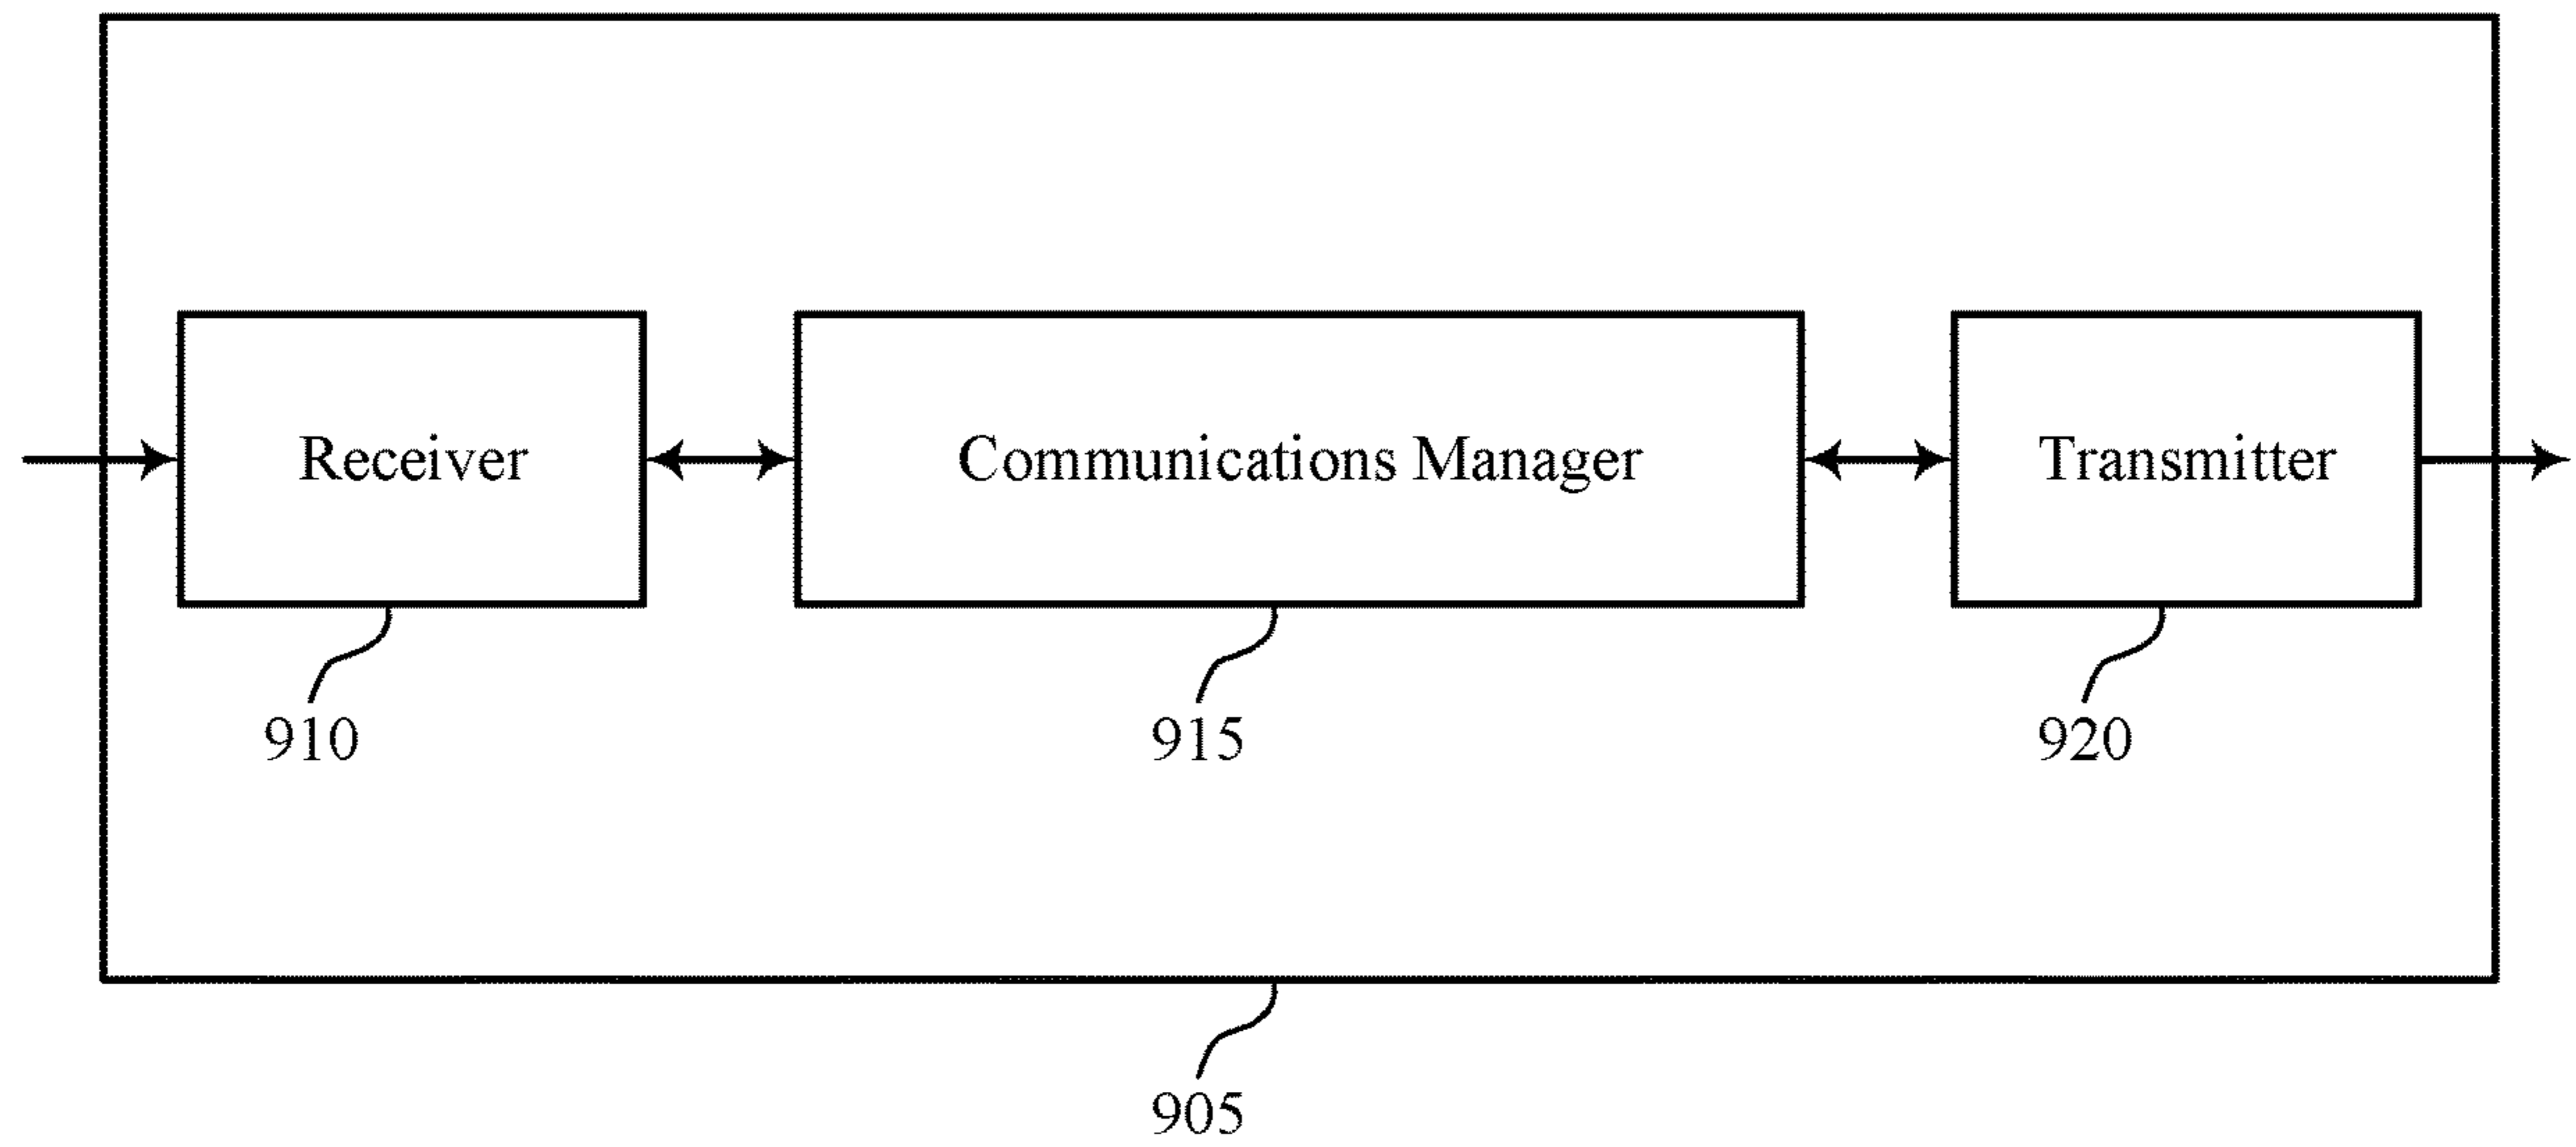 Receiver
Communications Manager
Transmitter
910
915
920
905